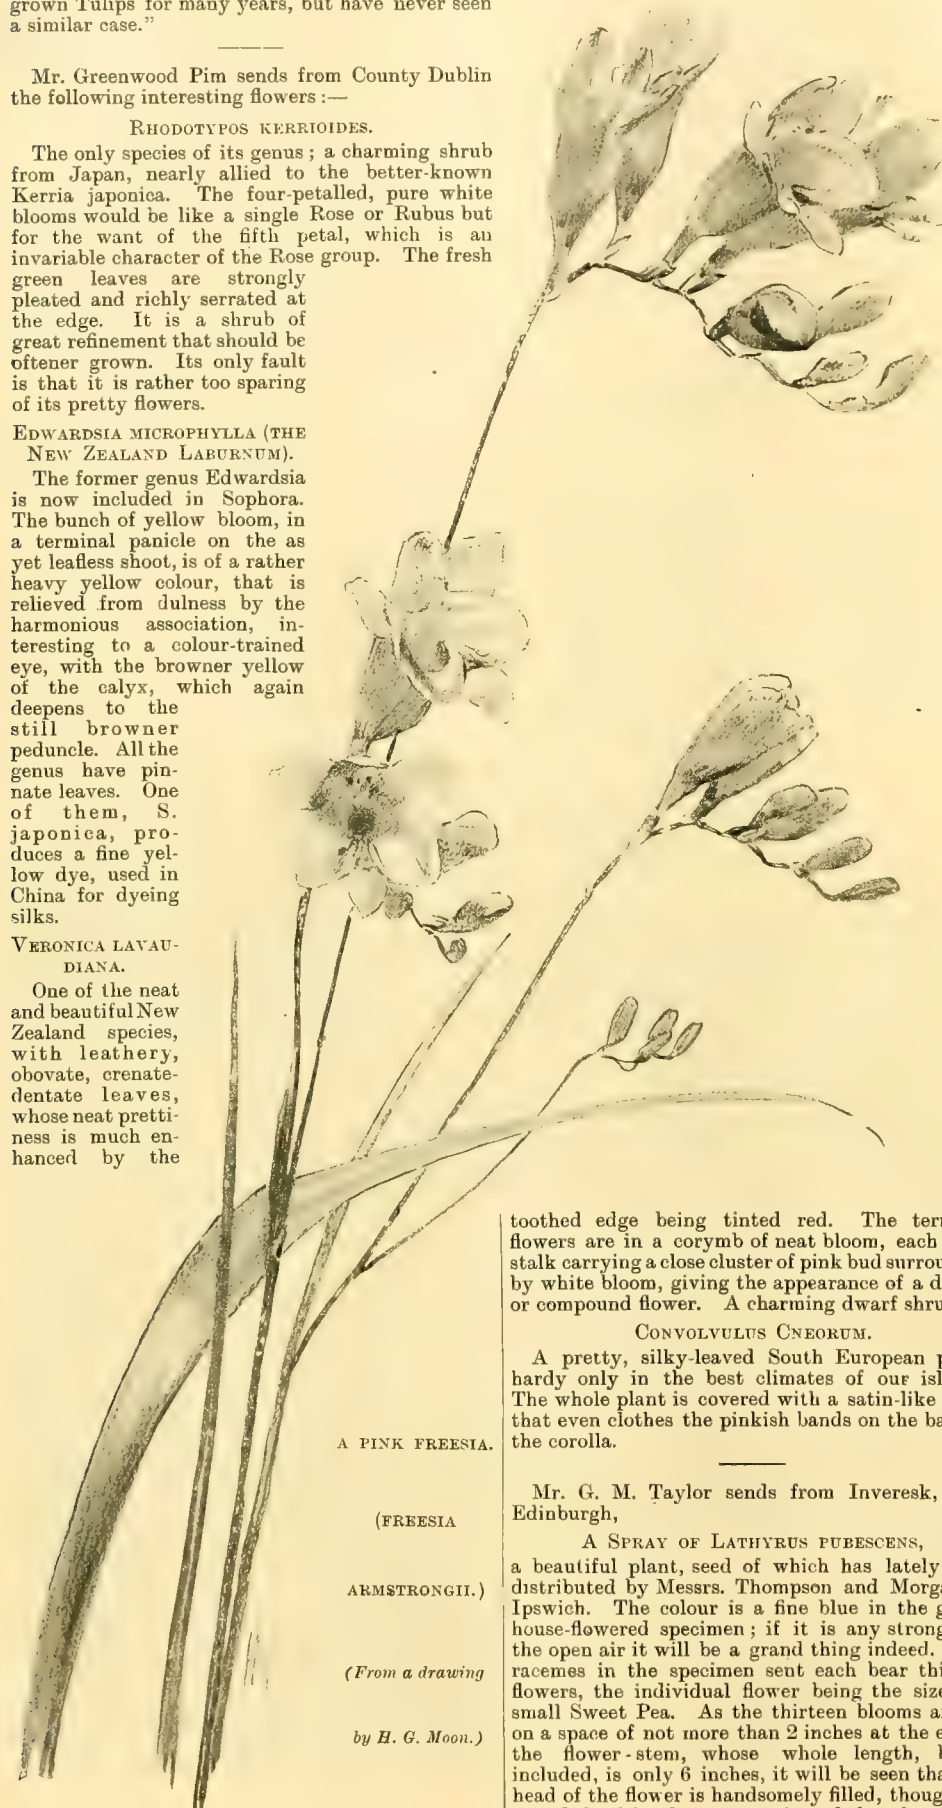 grown Tulips for many years, but have never seen
a similar case."
Mr. Greenwood Pim sends from County Dublin
the following interesting flowers :—
RHODOTYPOS KERRIOIDES.
The only species of its genus ; a charming shrub
from Japan, nearly allied to the better-known
Kerria japonica. The four-petalled, pure white
blooms would be like a single Rose or Rubus but
for the want of the fifth petal, which is an
invariable character of the Rose group. The fresh
green leaves are strongly
pleated and richly serrated at
the edge. It is a shrub of
great refinement that should be
oftener grown. Its only fault
is that it is rather too sparing
of its pretty flowers.
EDWARDSIA MICROPHYLLA (THE
NEW ZEALAND LABURNUM).
The former genus Edwardsia
is now included in Sophora.
The bunch of yellow bloom, in
a terminal panicle on the as
yet leafless shoot, is of a rather
heavy yellow colour, that is
relieved from dulness by the
harmonious association, in-
teresting to a colour-trained
eye, with the browner yellow
of the calyx, which again
deepens to the
still browner
peduncle. All the
genus have pin-
nate leaves. One
of them, S.
japonica, pro-
duces a fine yel-
low dye, used in
China for dyeing
silks.
VERONICA LAVAU-
DIANA.
One of the neat
and beautiful New
Zealand species,
with leathery,
obovate, crenate-
dentate leaves,
whose neat pretti-
ness is much en-
hanced by the
A PINK FREESIA.
(FREESIA
ARMSTRONGII.)
(From a drawing
by H. G. Moon.)
toothed edge being tinted red. The ter
flowers are in a corymb of neat bloom, each
stalk carrying a close cluster of pink bud surrou
by white bloom, giving the appearance of a d
or compound flower. A charming dwarf shru
CONVOLVULUS CNEORUM.
A pretty, silky-leaved South European p
hardy only in the best climates of our isl
The whole plant is covered with a satin-like
that even clothes the pinkish bands on the ba
the corolla.
Mr. G. M. Taylor sends from Inveresk,
Edinburgh,
A SPRAY OF LATHYRUS PUBESCENS,
a beautiful plant, seed of which has lately
distributed by Messrs. Thompson and Morga
Ipswich. The colour is a fine blue in the g
house-flowered specimen ; if it is any strong
the open air it will be a grand thing indeed.
racemes in the specimen sent each bear thi
flowers, the individual flower being the size
small Sweet Pea. As the thirteen blooms a
on a space of not more than 2 inches at the e
the flower-stem, whose whole length,
included, is only 6 inches, it will be seen tha
head of the flower is handsomely filled, thoug